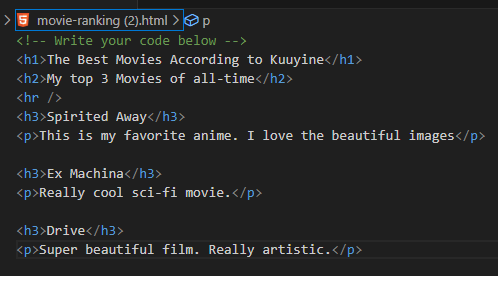 movie-ranking (2).html > p
<!-- Write your code below -->
<h1>The Best Movies According to Kuuyine</h1>
<h2>My top 3 Movies of all-time</h2>
<hr />
<h3>Spirited Away</h3>
<p>This is my favorite anime. I love the beautiful images</p>
<h3>Ex Machina</h3>
<p>Really cool sci-fi movie.</p>
<h3>Drive</h3>
<p>Super beautiful film. Really artistic.</p>